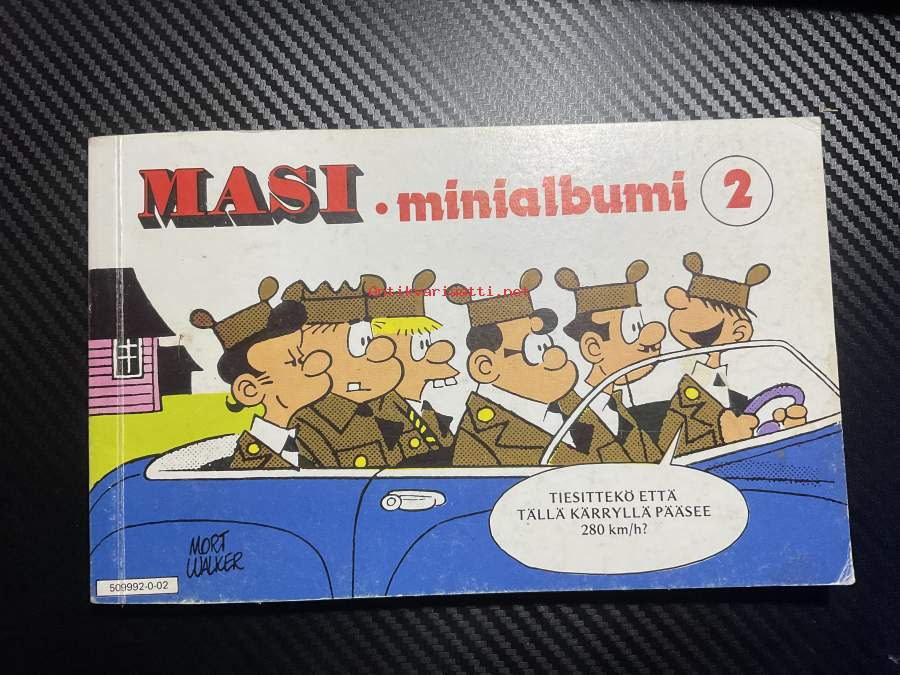 MASI • minialbumi 2
Antikvariaatti.net
TIESITTEKÖ ETTÄ
TÄLLÄ KÄRRYLLÄ PÄÄSEE
280 km/h?
MORT
WALKER
509992-0-02